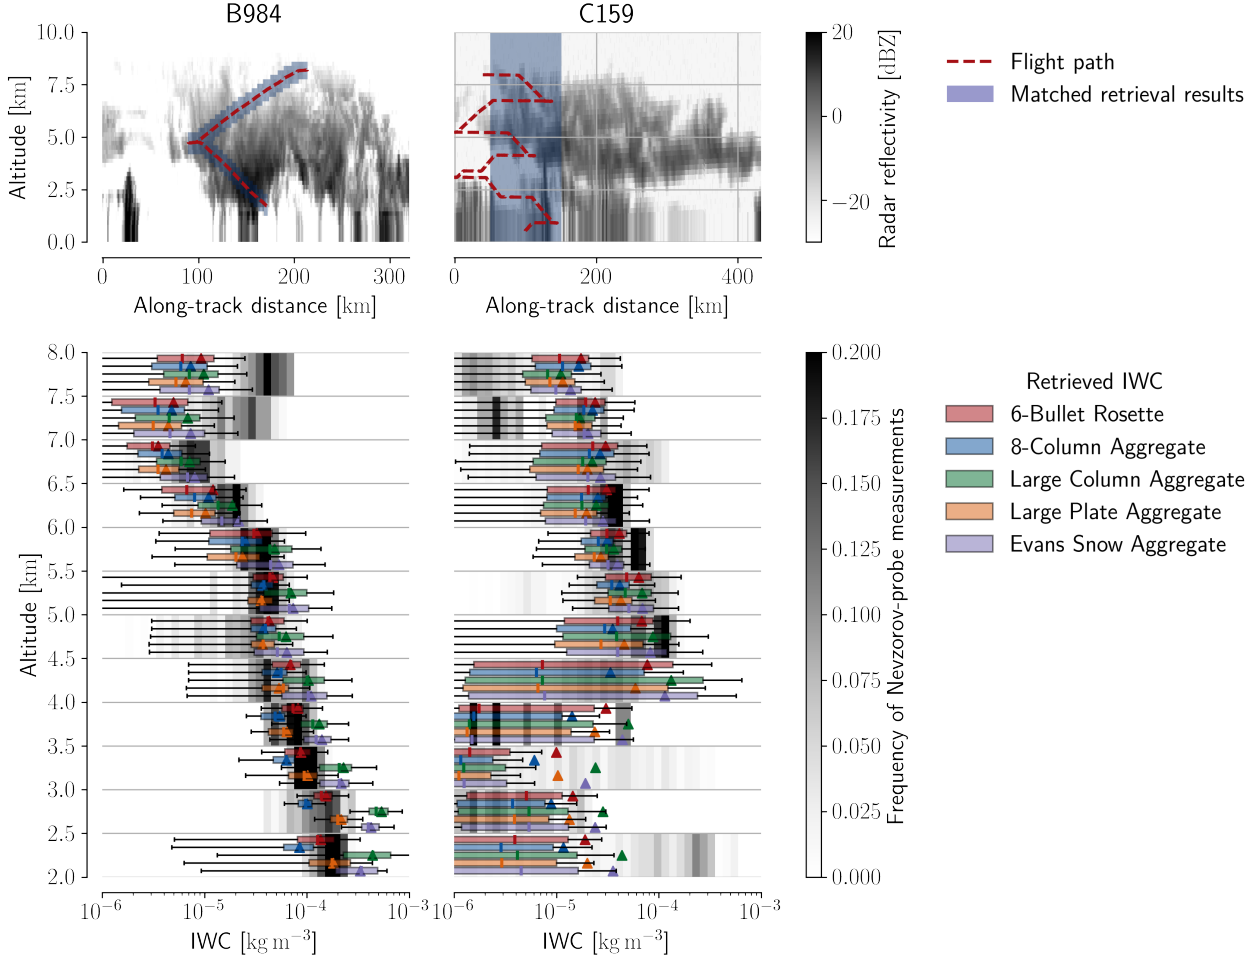 B984
C159
10.0
7.5
5.0
2.5
0.0
Altitude [km]
0
100
200
300
Along-track distance [km]
0
200
400
Along-track distance [km]
20
0
−20
Radar reflectivity [dBZ]
Flight path
Matched retrieval results
8.0
7.5
7.0
6.5
6.0
5.5
5.0
4.5
4.0
3.5
3.0
2.5
2.0
Altitude [km]
10⁻⁶
10⁻⁵
10⁻⁴
10⁻³
IWC [kg m⁻³]
10⁻⁶
10⁻⁵
10⁻⁴
10⁻³
IWC [kg m⁻³]
0.200
0.175
0.150
0.125
0.100
0.075
0.050
0.025
0.000
Frequency of Nevzorov-probe measurements
Retrieved IWC
6-Bullet Rosette
8-Column Aggregate
Large Column Aggregate
Large Plate Aggregate
Evans Snow Aggregate